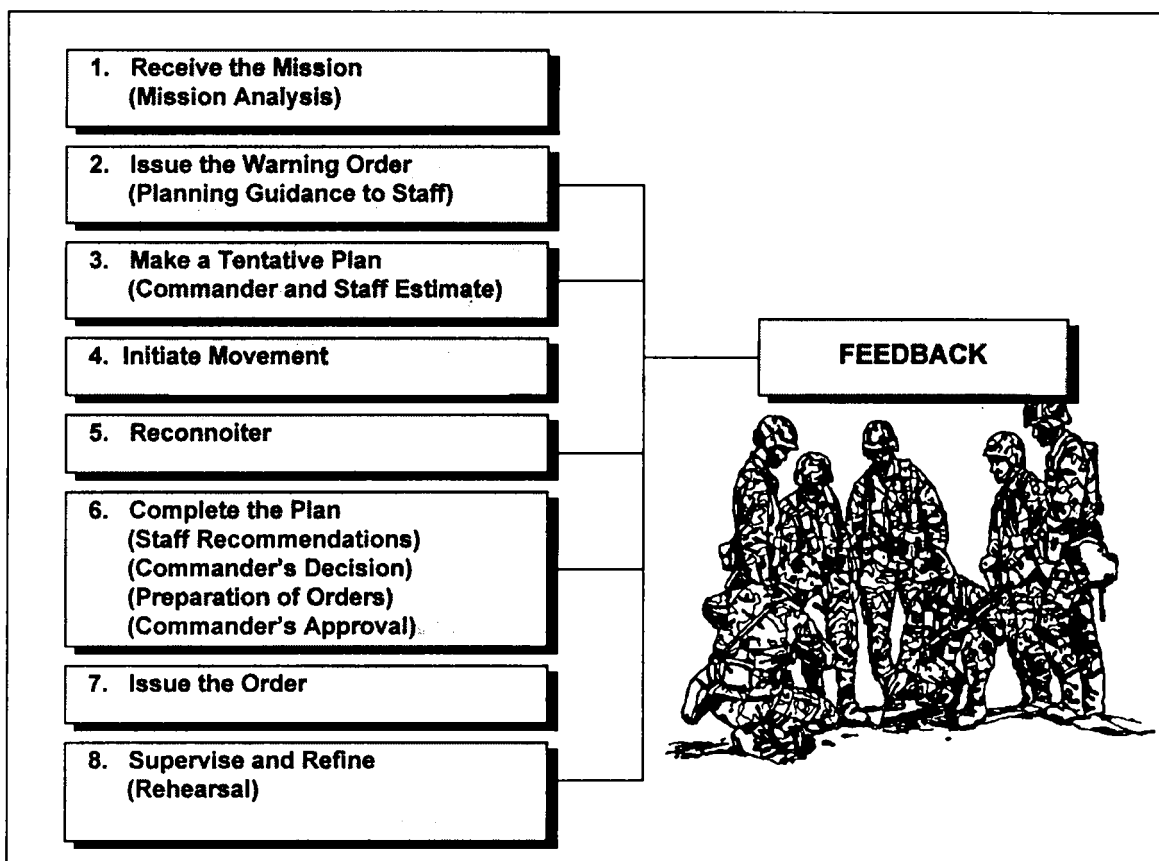 1. Receive the Mission
(Mission Analysis)
2. Issue the Warning Order
(Planning Guidance to Staff)
3. Make a Tentative Plan
(Commander and Staff Estimate)
4. Initiate Movement
5. Reconnoiter
6. Complete the Plan
(Staff Recommendations)
(Commander's Decision)
(Preparation of Orders)
(Commander's Approval)
7. Issue the Order
8. Supervise and Refine
(Rehearsal)
FEEDBACK